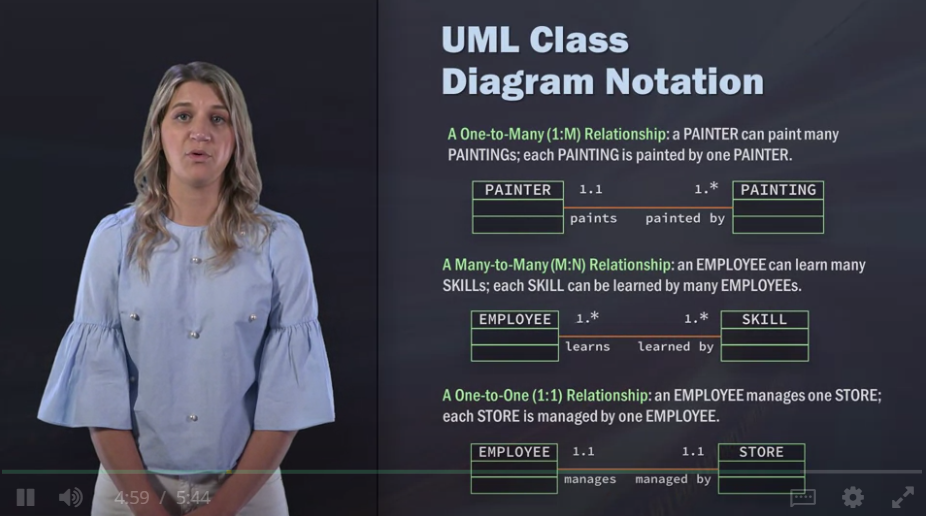 UML Class
Diagram Notation
A One-to-Many (1:M) Relationship: a PAINTER can paint many
PAINTINGs; each PAINTING is painted by one PAINTER.
PAINTER 1.1 1.* PAINTING
paints painted by
A Many-to-Many (M:N) Relationship: an EMPLOYEE can learn many
SKILLs; each SKILL can be learned by many EMPLOYEEs.
EMPLOYEE 1.* 1.* SKILL
learns learned by
A One-to-One (1:1) Relationship: an EMPLOYEE manages one STORE;
each STORE is managed by one EMPLOYEE.
EMPLOYEE 1.1 1.1 STORE
manages managed by
4:59 / 5:44